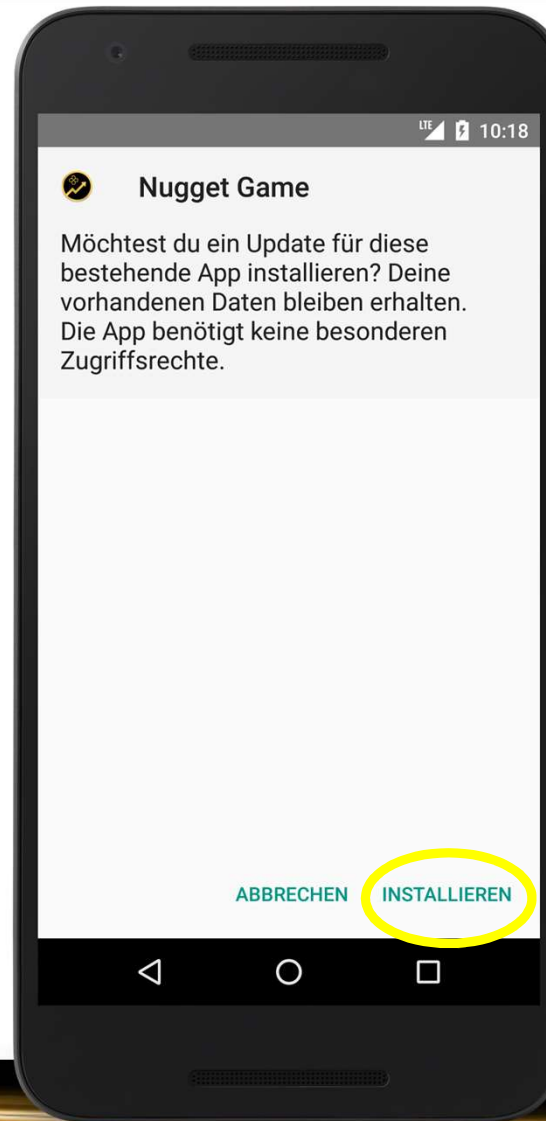 LTE 10:18
Nugget Game
Möchtest du ein Update für diese
bestehende App installieren? Deine
vorhandenen Daten bleiben erhalten.
Die App benötigt keine besonderen
Zugriffsrechte.
ABBRECHEN INSTALLIEREN